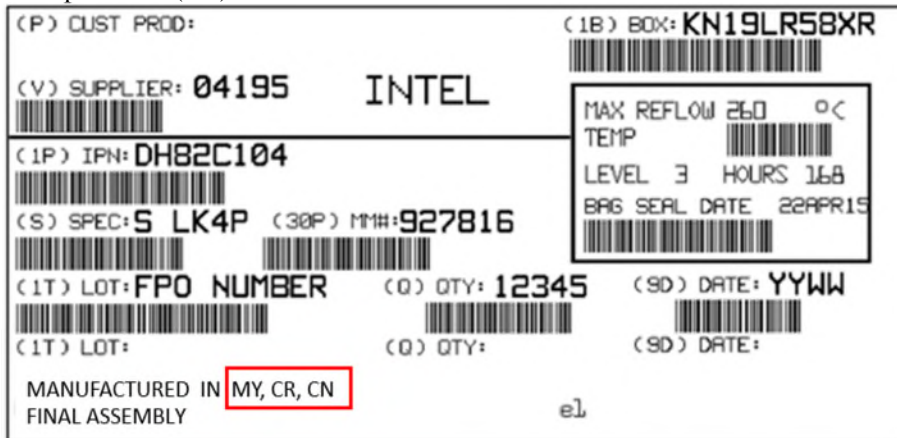 (P) CUST PROD:
(1B) BOX: KN19LR58XR
(V) SUPPLIER: 04195
INTEL
MAX REFLOW 260 °C
TEMP
LEVEL 3 HOURS 168
BAG SEAL DATE 22APR15
(1P) IPN: DH82C104
(S) SPEC: S LK4P (30P) MM#: 927816
(1T) LOT: FPO NUMBER (Q) QTY: 12345 (9D) DATE: YYWW
(1T) LOT: (Q) QTY: (9D) DATE:
MANUFACTURED IN MY, CR, CN
FINAL ASSEMBLY
e1